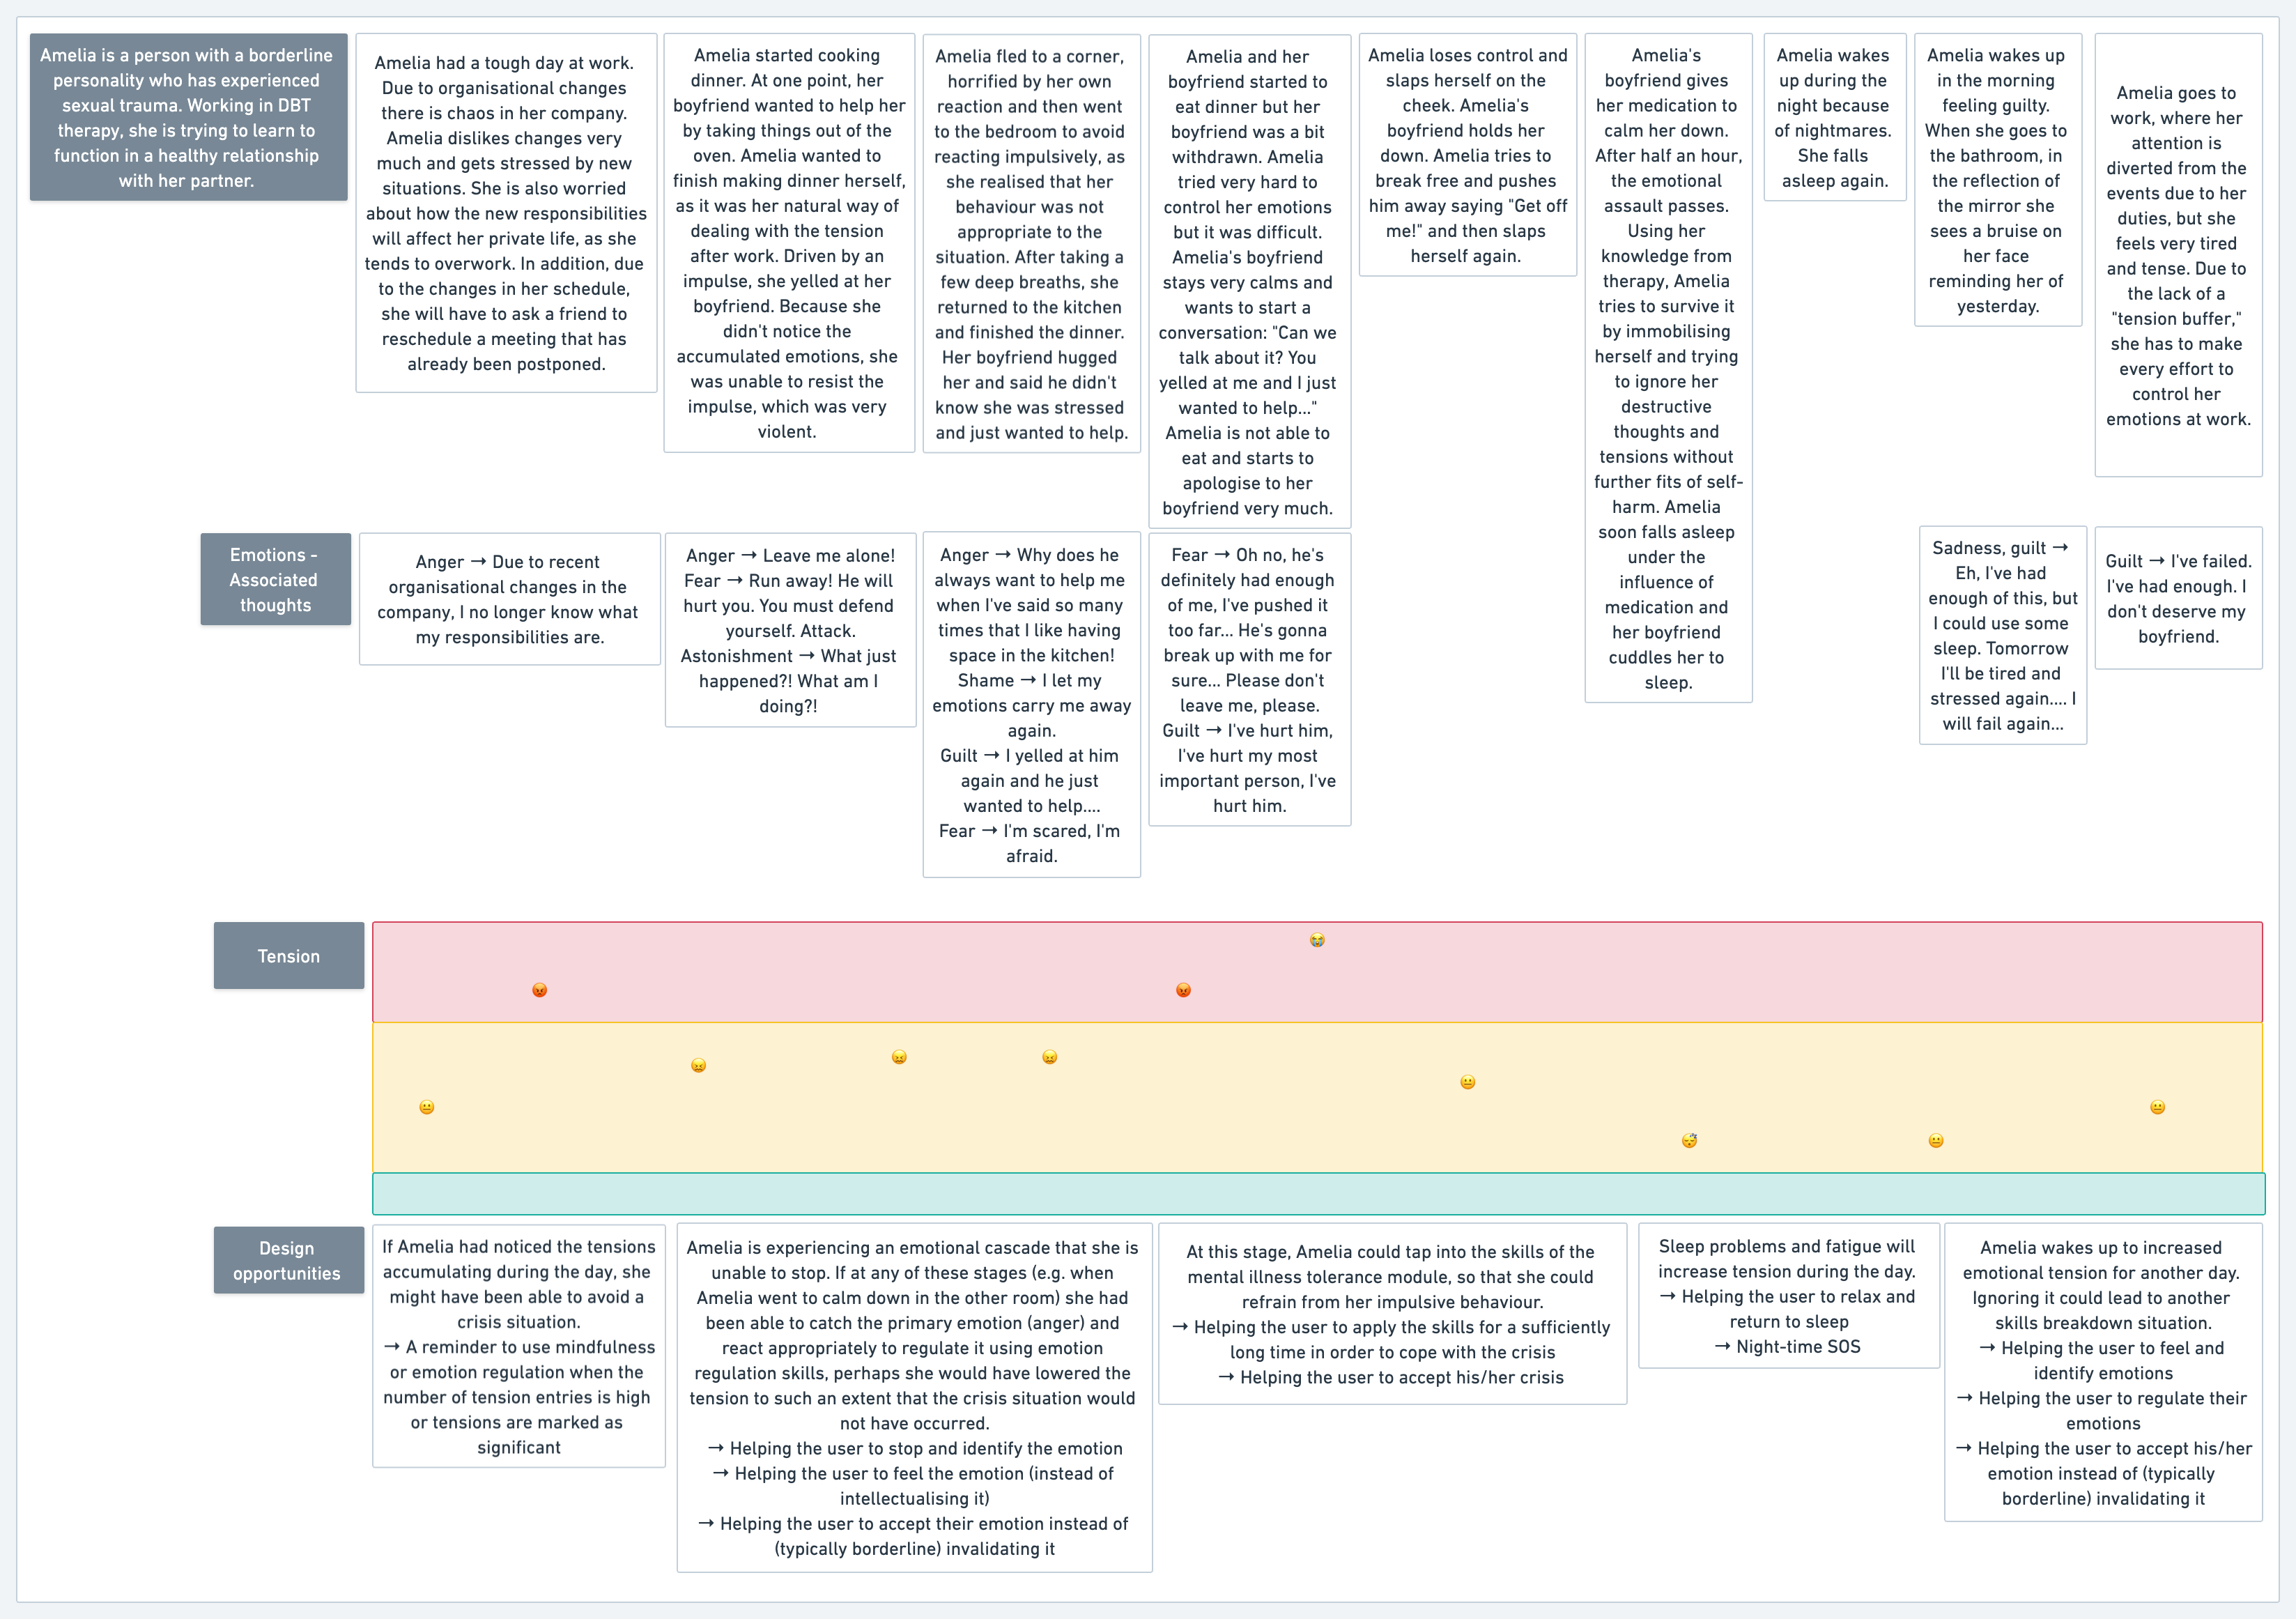 Amelia is a person with a borderline
personality who has experienced
sexual trauma. Working in DBT
therapy, she is trying to learn to
function in a healthy relationship
with her partner.
Amelia had a tough day at work.
Due to organisational changes
there is chaos in her company.
Amelia dislikes changes very
much and gets stressed by new
situations. She is also worried
about how the new responsibilities
will affect her private life, as she
tends to overwork. In addition, due
to the changes in her schedule,
she will have to ask a friend to
reschedule a meeting that has
already been postponed.
Amelia started cooking
dinner. At one point, her
boyfriend wanted to help her
by taking things out of the
oven. Amelia wanted to
finish making dinner herself,
as it was her natural way of
dealing with the tension
after work. Driven by an
impulse, she yelled at her
boyfriend. Because she
didn't notice the
accumulated emotions, she
was unable to resist the
impulse, which was very
violent.
Amelia fled to a corner,
horrified by her own
reaction and then went
to the bedroom to avoid
reacting impulsively, as
she realised that her
behaviour was not
appropriate to the
situation. After taking a
few deep breaths, she
returned to the kitchen
and finished the dinner.
Her boyfriend hugged
her and said he didn't
know she was stressed
and just wanted to help.
Amelia and her
boyfriend started to
eat dinner but her
boyfriend was a bit
withdrawn. Amelia
tried very hard to
control her emotions
but it was difficult.
Amelia's boyfriend
stays very calms and
wants to start a
conversation: "Can we
talk about it? You
yelled at me and I just
wanted to help..."
Amelia is not able to
eat and starts to
apologise to her
boyfriend very much.
Amelia loses control and
slaps herself on the
cheek. Amelia's
boyfriend holds her
down. Amelia tries to
break free and pushes
him away saying "Get off
me!" and then slaps
herself again.
Amelia's
boyfriend gives
her medication to
calm her down.
After half an hour,
the emotional
assault passes.
Using her
knowledge from
therapy, Amelia
tries to survive it
by immobilising
herself and trying
to ignore her
destructive
thoughts and
tensions without
further fits of self-
harm. Amelia
soon falls asleep
under the
influence of
medication and
her boyfriend
cuddles her to
sleep.
Amelia wakes
up during the
night because
of nightmares.
She falls
asleep again.
Amelia wakes up
in the morning
feeling guilty.
When she goes to
the bathroom, in
the reflection of
the mirror she
sees a bruise on
her face
reminding her of
yesterday.
Amelia goes to
work, where her
attention is
diverted from the
events due to her
duties, but she
feels very tired
and tense. Due to
the lack of a
"tension buffer,"
she has to make
every effort to
control her
emotions at work.
Emotions -
Associated
thoughts
Anger → Due to recent
organisational changes in the
company, I no longer know what
my responsibilities are.
Anger → Leave me alone!
Fear → Run away! He will
hurt you. You must defend
yourself. Attack.
Astonishment → What just
happened?! What am I
doing?!
Anger → Why does he
always want to help me
when I've said so many
times that I like having
space in the kitchen!
Shame → I let my
emotions carry me away
again.
Guilt → I yelled at him
again and he just
wanted to help....
Fear → I'm scared, I'm
afraid.
Fear → Oh no, he's
definitely had enough
of me, I've pushed it
too far... He's gonna
break up with me for
sure... Please don't
leave me, please.
Guilt → I've hurt him,
I've hurt my most
important person, I've
hurt him.
Sadness, guilt →
Eh, I've had
enough of this, but
I could use some
sleep. Tomorrow
I'll be tired and
stressed again.... I
will fail again...
Guilt → I've failed.
I've had enough. I
don't deserve my
boyfriend.
Tension
Design
opportunities
If Amelia had noticed the tensions
accumulating during the day, she
might have been able to avoid a
crisis situation.
→ A reminder to use mindfulness
or emotion regulation when the
number of tension entries is high
or tensions are marked as
significant
Amelia is experiencing an emotional cascade that she is
unable to stop. If at any of these stages (e.g. when
Amelia went to calm down in the other room) she had
been able to catch the primary emotion (anger) and
react appropriately to regulate it using emotion
regulation skills, perhaps she would have lowered the
tension to such an extent that the crisis situation would
not have occurred.
→ Helping the user to stop and identify the emotion
→ Helping the user to feel the emotion (instead of
intellectualising it)
→ Helping the user to accept their emotion instead of
(typically borderline) invalidating it
At this stage, Amelia could tap into the skills of the
mental illness tolerance module, so that she could
refrain from her impulsive behaviour.
→ Helping the user to apply the skills for a sufficiently
long time in order to cope with the crisis
→ Helping the user to accept his/her crisis
Sleep problems and fatigue will
increase tension during the day.
→ Helping the user to relax and
return to sleep
→ Night-time SOS
Amelia wakes up to increased
emotional tension for another day.
Ignoring it could lead to another
skills breakdown situation.
→ Helping the user to feel and
identify emotions
→ Helping the user to regulate their
emotions
→ Helping the user to accept his/her
emotion instead of (typically
borderline) invalidating it